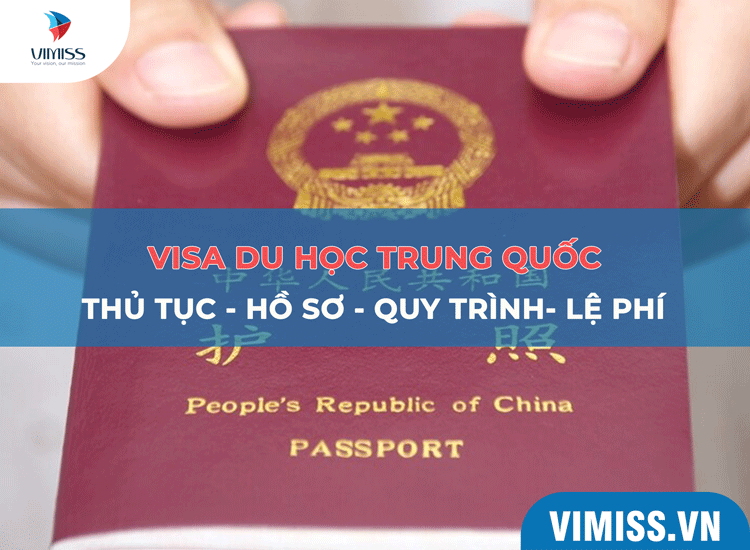 VIMISS
Your vision, our mission
VISA DU HỌC TRUNG QUỐC
中华人民共和国
THỦ TỤC - HỒ SƠ - QUY TRÌNH- LỆ PHÍ
护 照
People's Republic of China
PASSPORT
VIMISS.VN